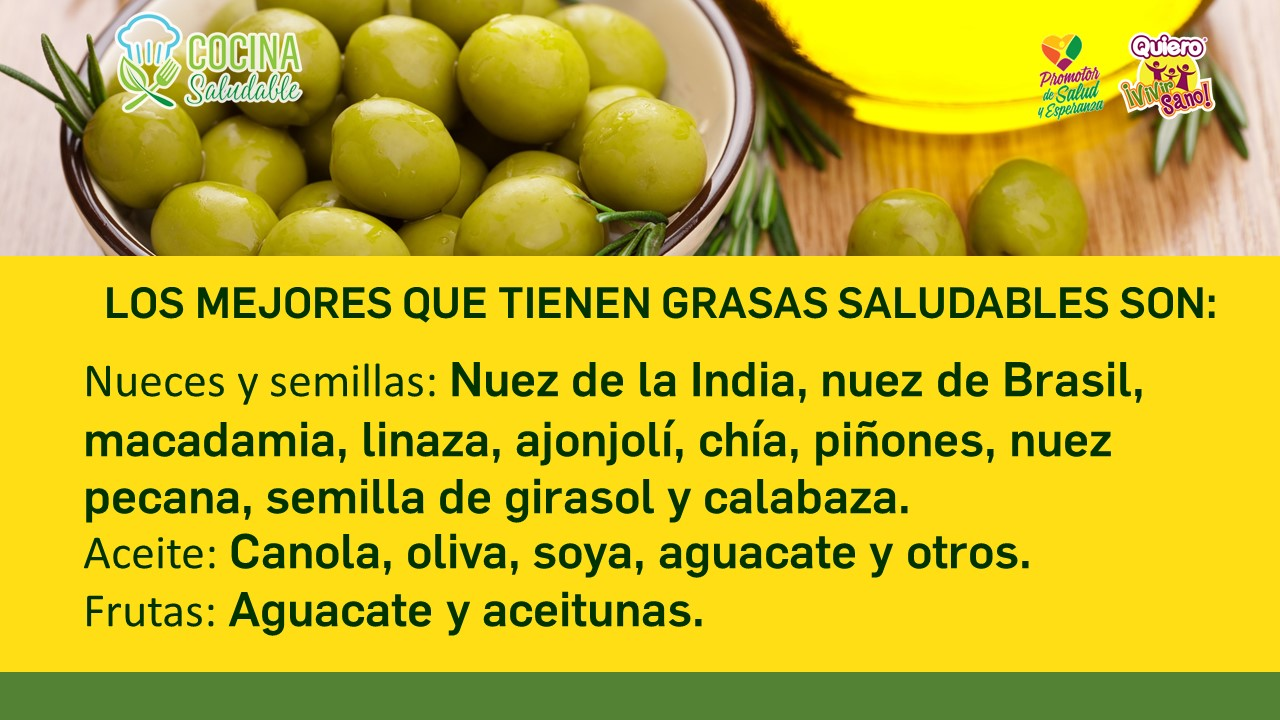 COCINA
Saludable
Promotor
de Salud
y Esperanza
Quiero
¡Vivir
Sano!
LOS MEJORES QUE TIENEN GRASAS SALUDABLES SON:
Nueces y semillas: Nuez de la India, nuez de Brasil,
macadamia, linaza, ajonjolí, chía, piñones, nuez
pecana, semilla de girasol y calabaza.
Aceite: Canola, oliva, soya, aguacate y otros.
Frutas: Aguacate y aceitunas.